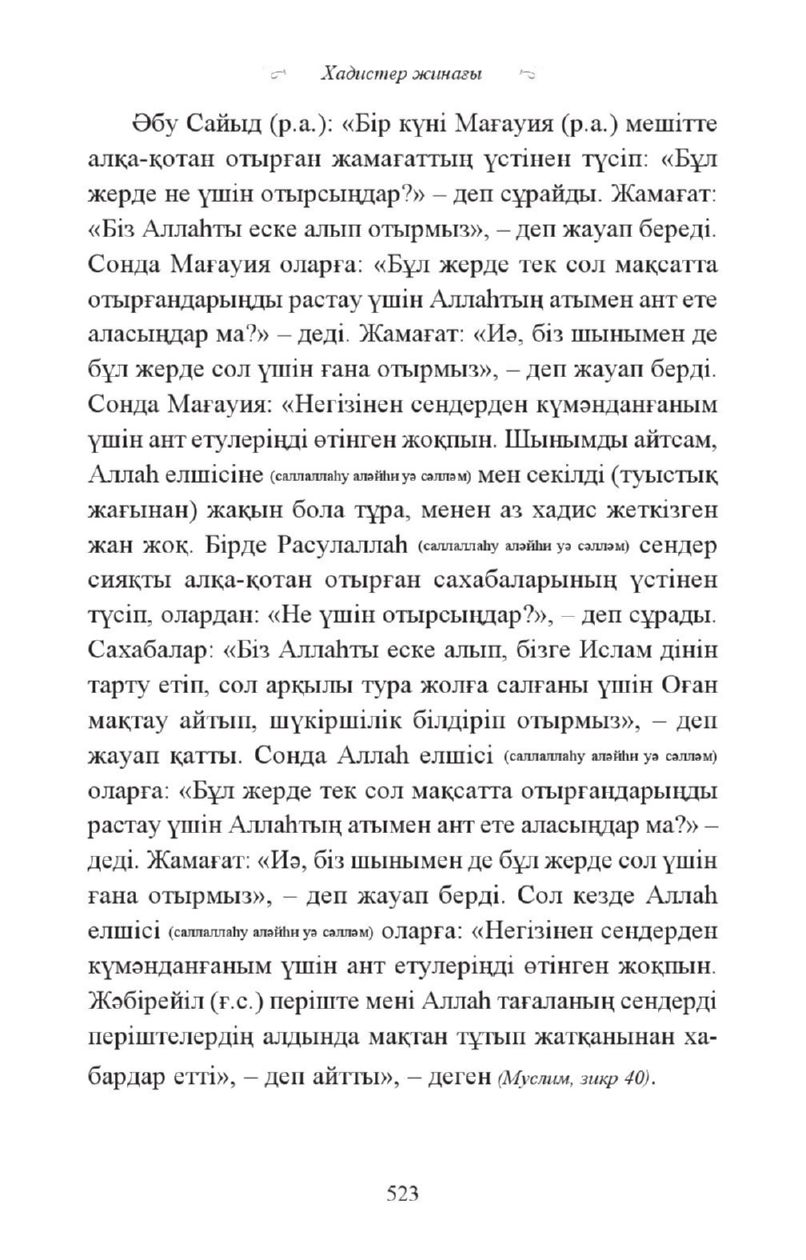 Хадистер жинағы
Әбу Сайыд (р.а.): «Бір күні Мағауия (р.а.) мешітте
алқа-қотан отырған жамағаттың үстінен түсіп: «Бұл
жерде не үшін отырсыңдар?» – деп сұрайды. Жамағат:
«Біз Аллаһты еске алып отырмыз», – деп жауап береді.
Сонда Мағауия оларға: «Бұл жерде тек сол мақсатта
отырғандарыңды растау үшін Аллаһтың атымен ант ете
аласыңдар ма?» – деді. Жамағат: «Иә, біз шынымен де
бұл жерде сол үшін ғана отырмыз», – деп жауап берді.
Сонда Мағауия: «Негізінен сендерден күмәнданғаным
үшін ант етулеріңді өтінген жоқпын. Шынымды айтсам,
Аллаһ елшісіне (саллаллаһу аләйһи уә сәлләм) мен секілді (туыстық
жағынан) жақын бола тұра, менен аз хадис жеткізген
жан жоқ. Бірде Расулаллаһ (саллаллаһу аләйһи уә сәлләм) сендер
сияқты алқа-қотан отырған сахабаларының үстінен
түсіп, олардан: «Не үшін отырсыңдар?», – деп сұрады.
Сахабалар: «Біз Аллаһты еске алып, бізге Ислам дінін
тарту етіп, сол арқылы тура жолға салғаны үшін Оған
мақтау айтып, шүкіршілік білдіріп отырмыз», – деп
жауап қатты. Сонда Аллаһ елшісі (саллаллаһу аләйһи уә сәлләм)
оларға: «Бұл жерде тек сол мақсатта отырғандарыңды
растау үшін Аллаһтың атымен ант ете аласыңдар ма?» –
деді. Жамағат: «Иә, біз шынымен де бұл жерде сол үшін
ғана отырмыз», – деп жауап берді. Сол кезде Аллаһ
елшісі (саллаллаһу аләйһи уә сәлләм) оларға: «Негізінен сендерден
күмәнданғаным үшін ант етулеріңді өтінген жоқпын.
Жәбірейіл (ғ.с.) періште мені Аллаһ тағаланың сендерді
періштелердің алдында мақтан тұтып жатқанынан ха-
бардар етті», – деп айтты», – деген (Муслим, зикр 40).
523